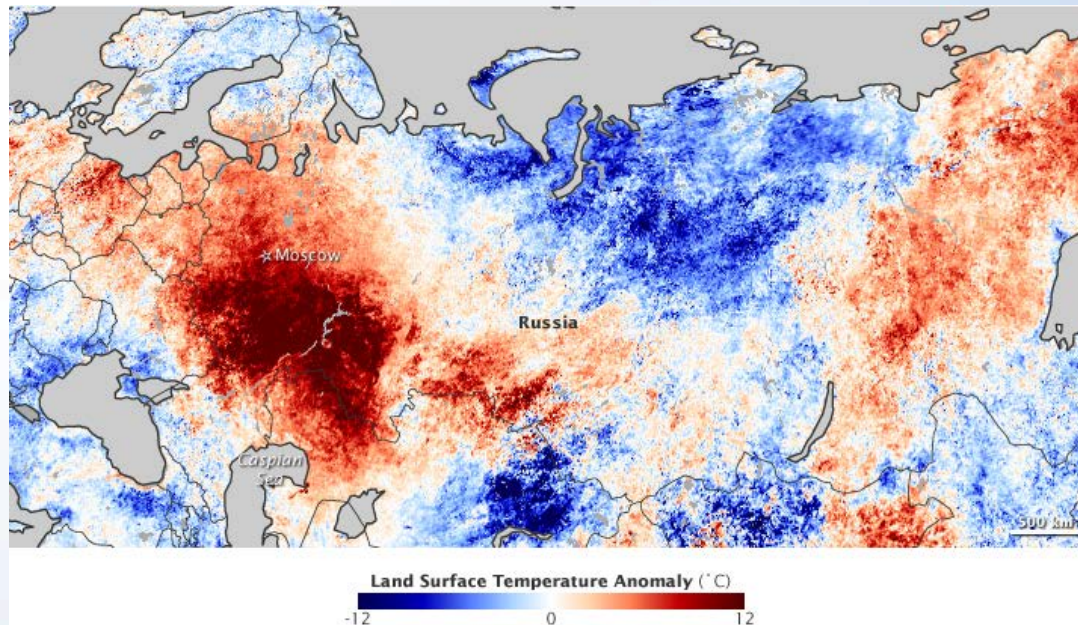 Moscow
Russia
Caspian
Sea
500 km
Land Surface Temperature Anomaly (˚C)
-12 0 12